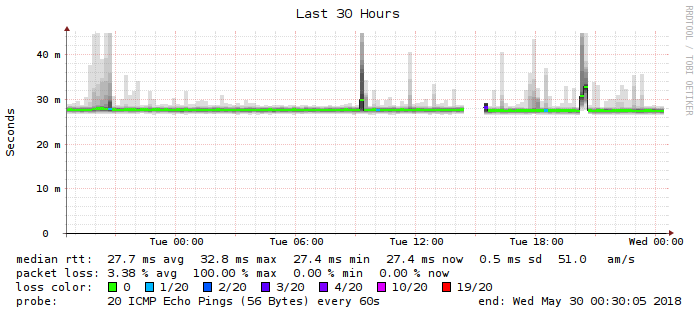 Last 30 Hours
RRDTOOL / TOBI OETIKER
Seconds
40 m
30 m
20 m
10 m
0
Tue 00:00 Tue 06:00 Tue 12:00 Tue 18:00 Wed 00:00
median rtt: 27.7 ms avg 32.8 ms max 27.4 ms min 27.4 ms now 0.5 ms sd 51.0 am/s
packet loss: 3.38 % avg 100.00 % max 0.00 % min 0.00 % now
loss color: 0 1/20 2/20 3/20 4/20 10/20 19/20
probe: 20 ICMP Echo Pings (56 Bytes) every 60s end: Wed May 30 00:30:05 2018